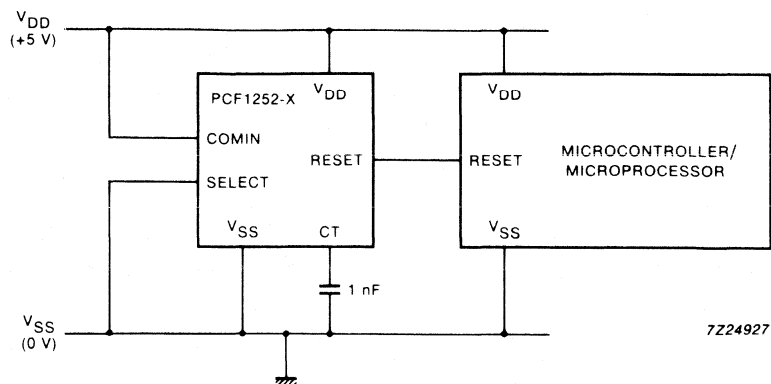 VDD
(+5 V)
PCF1252-X
VDD
VDD
COMIN
RESET
RESET
MICROCONTROLLER/
MICROPROCESSOR
SELECT
VSS
CT
VSS
1 nF
VSS
(0 V)
7Z24927